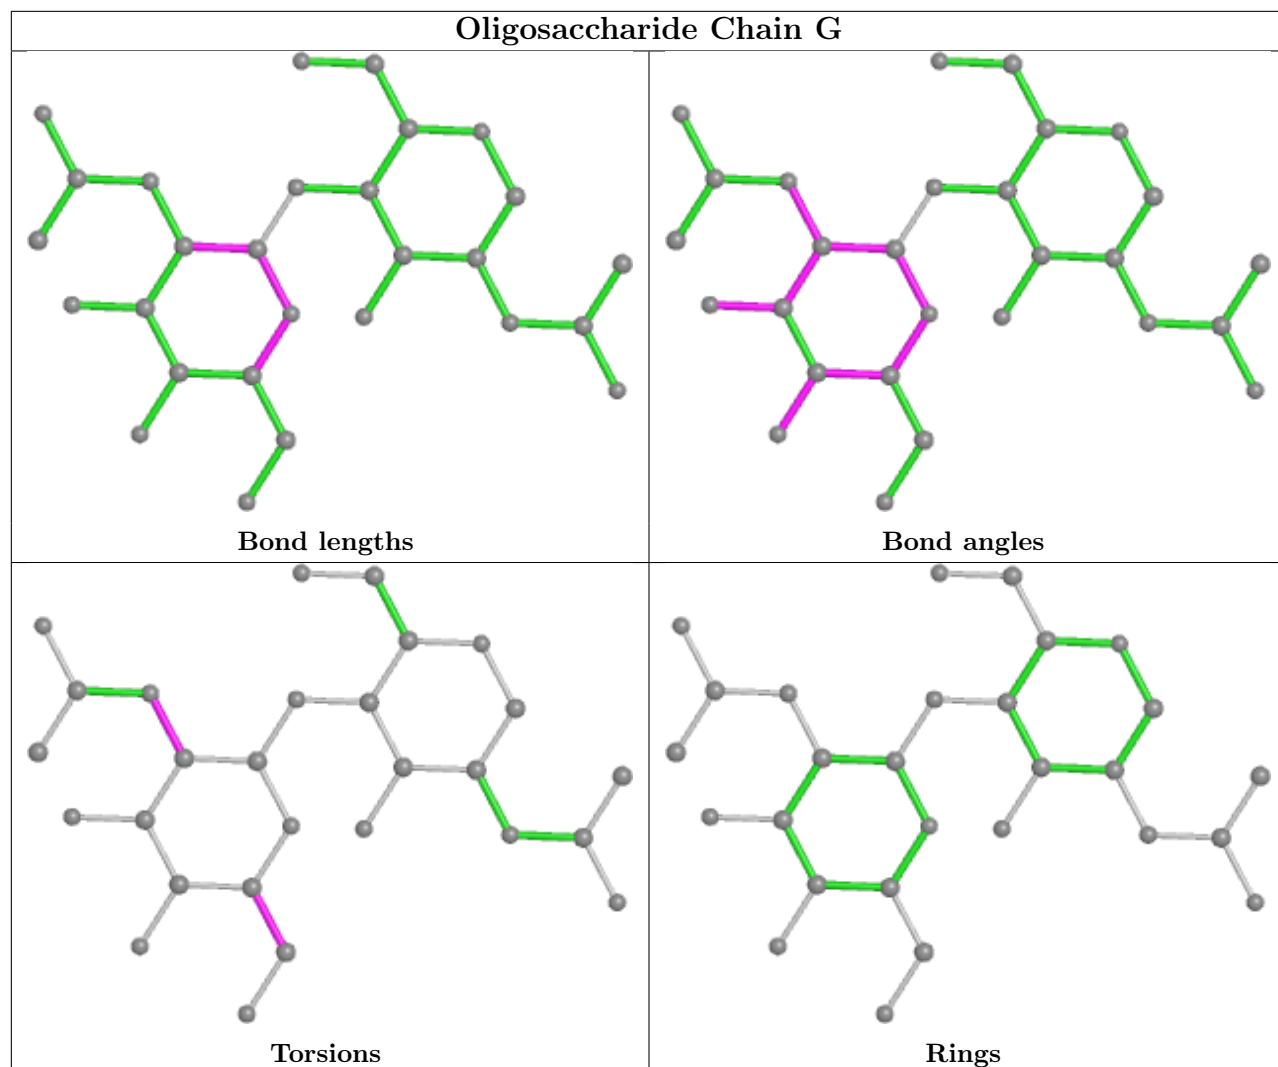 Oligosaccharide Chain G
Bond lengths
Bond angles
Torsions
Rings